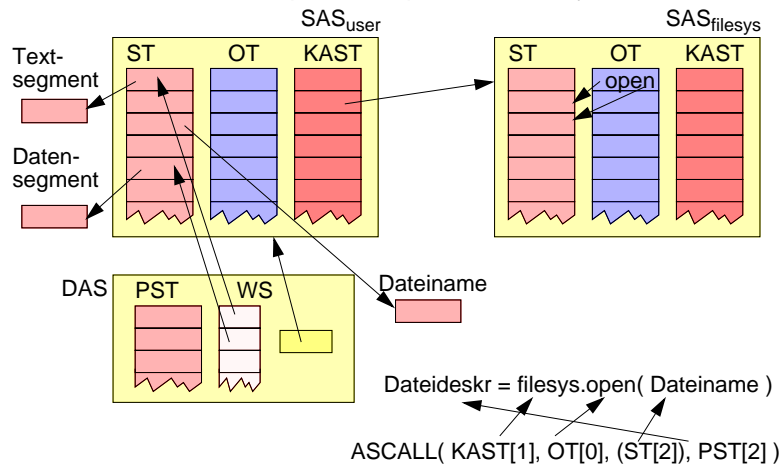 SASuser
SASfilesys
ST OT KAST
ST OT KAST
Text-
segment
open
Daten-
segment
DAS
PST WS
Dateiname
Dateideskr = filesys.open( Dateiname )
ASCALL( KAST[1], OT[0], (ST[2]), PST[2] )